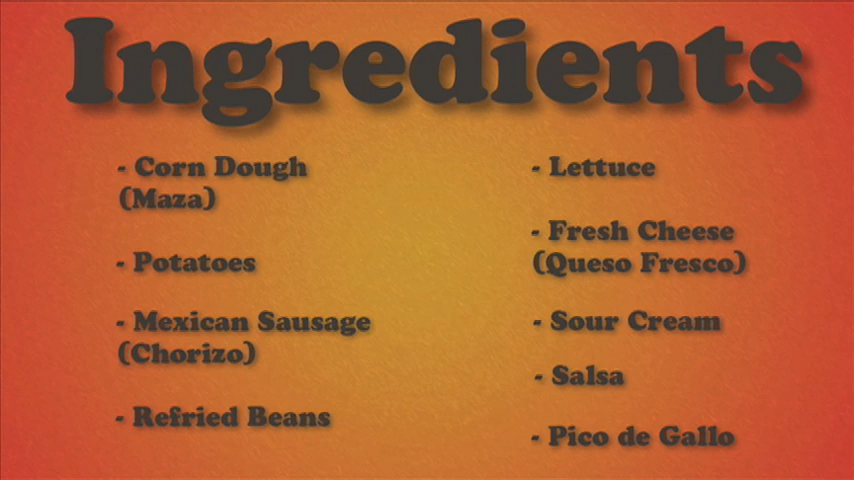 Ingredients
- Corn Dough
(Maza)
- Potatoes
- Mexican Sausage
(Chorizo)
- Refried Beans
- Lettuce
- Fresh Cheese
(Queso Fresco)
- Sour Cream
- Salsa
- Pico de Gallo